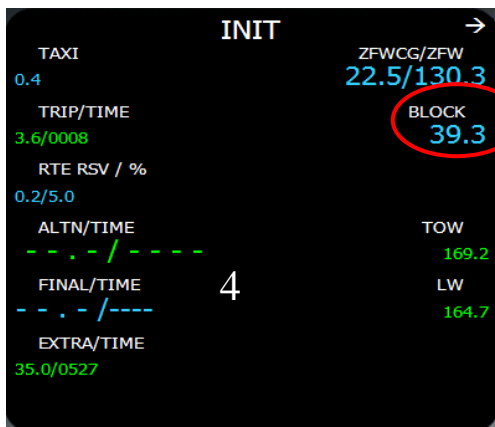 INIT →
TAXI ZFWCG/ZFW
0.4 22.5/130.3
TRIP/TIME BLOCK
3.6/0008 39.3
RTE RSV / %
0.2/5.0
ALTN/TIME TOW
--.-/---- 169.2
FINAL/TIME 4 LW
--.-/---- 164.7
EXTRA/TIME
35.0/0527